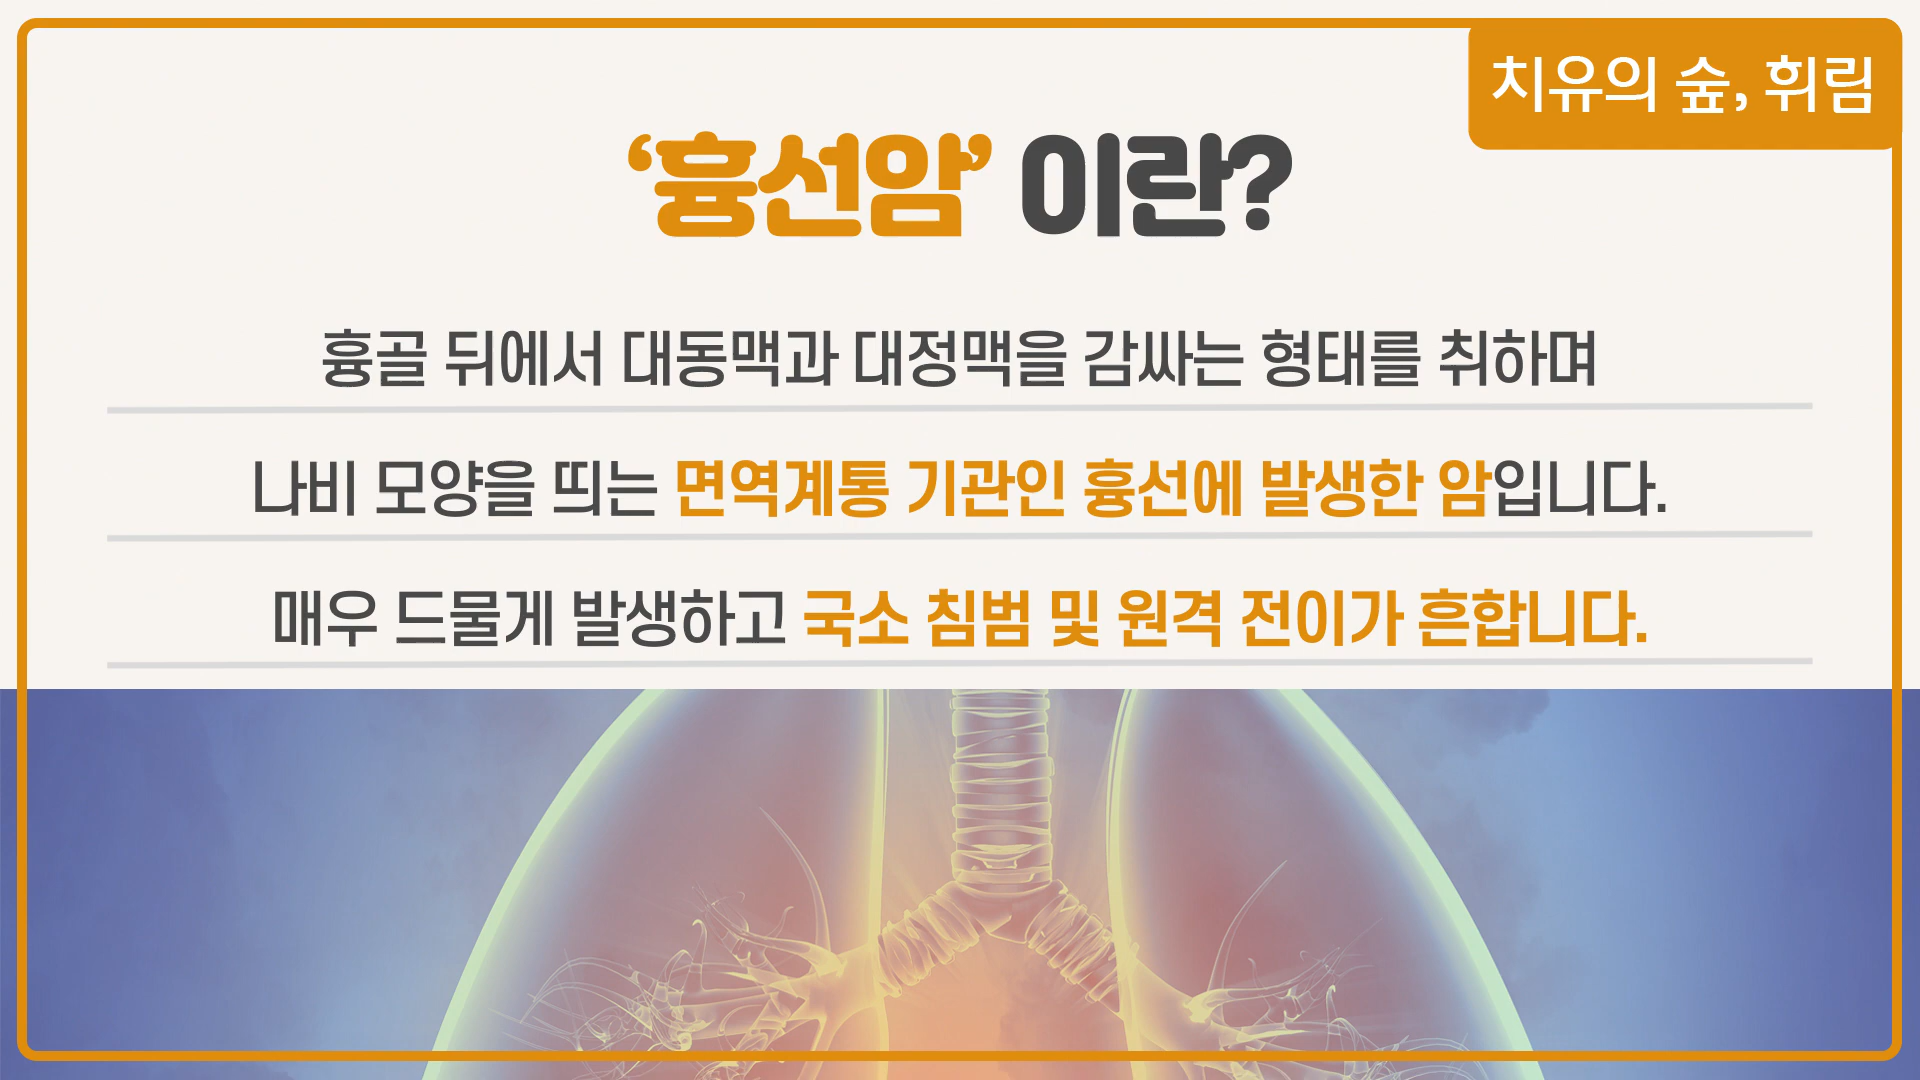 치유의 숲, 휘림
‘흉선암’ 이란?
흉골 뒤에서 대동맥과 대정맥을 감싸는 형태를 취하며
나비 모양을 띄는 면역계통 기관인 흉선에 발생한 암입니다.
매우 드물게 발생하고 국소 침범 및 원격 전이가 흔합니다.